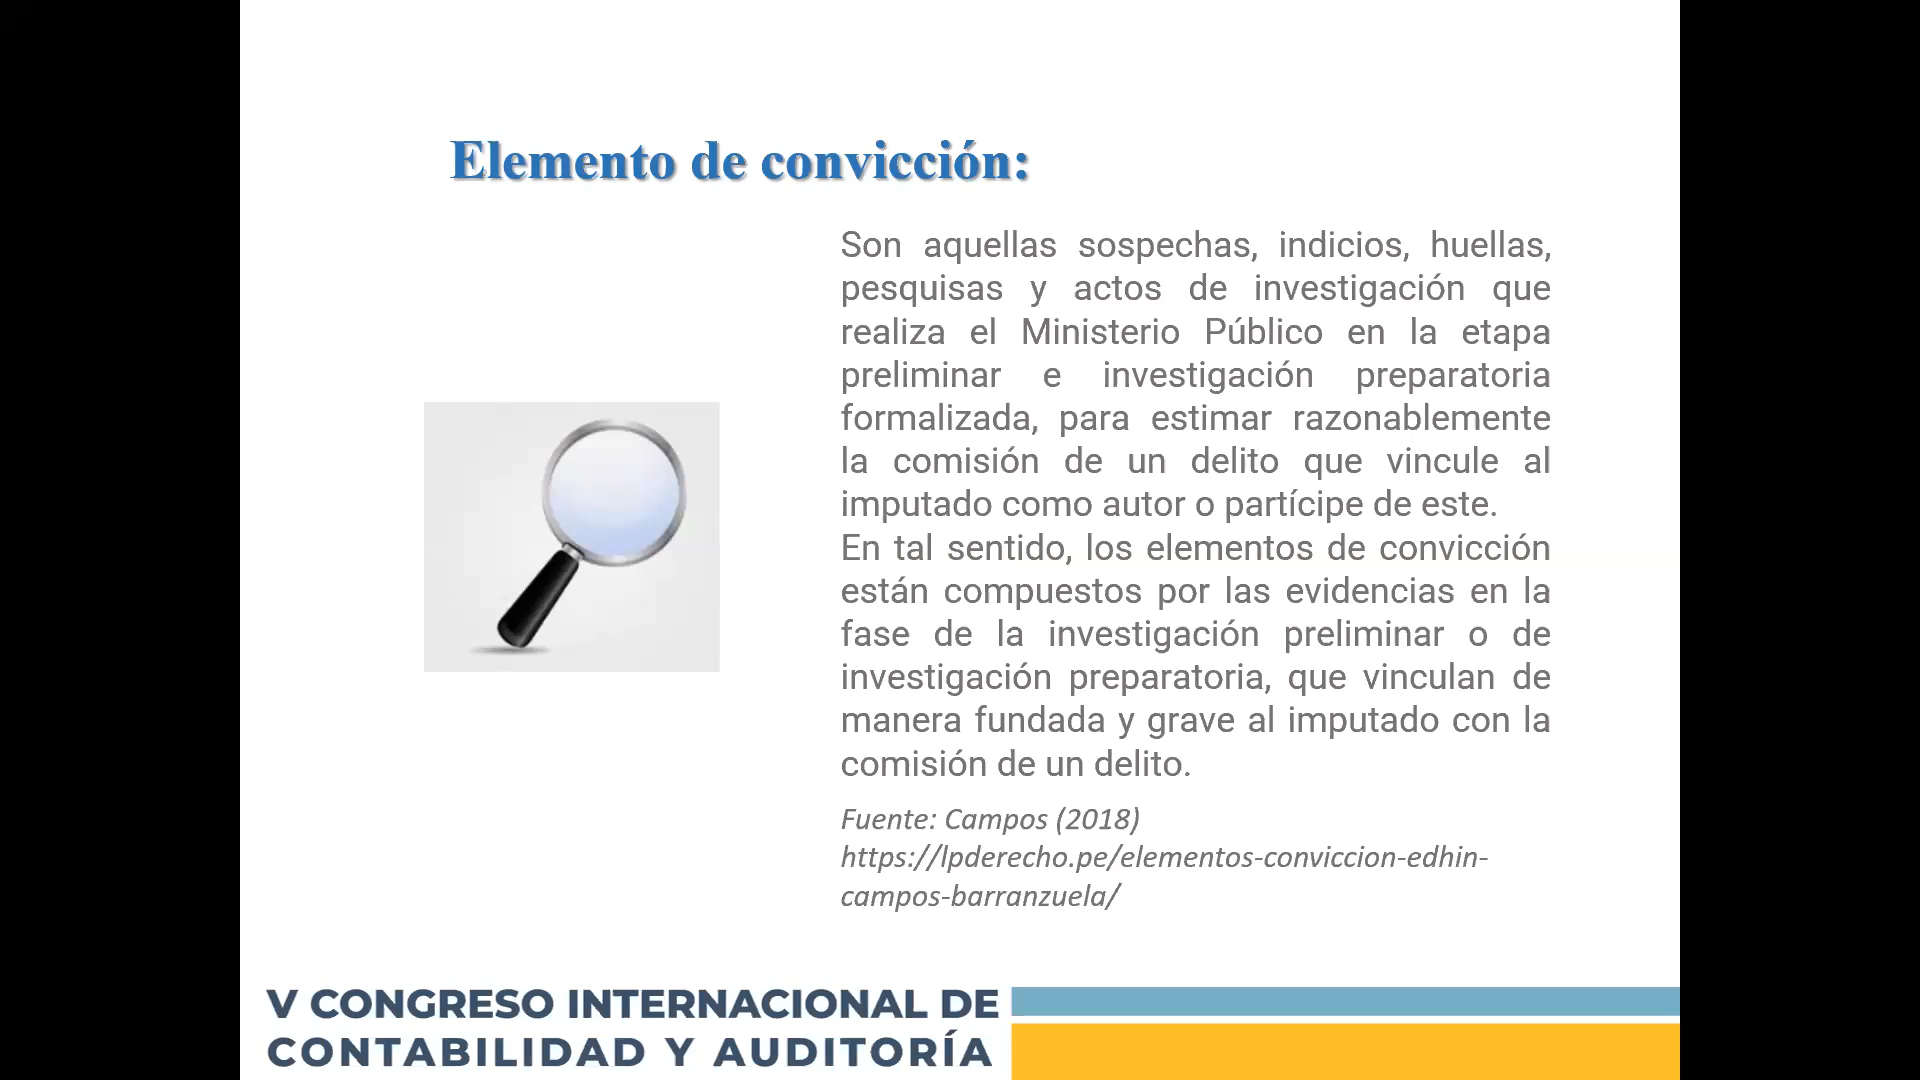 Elemento de convicción:
Son aquellas sospechas, indicios, huellas,
pesquisas y actos de investigación que
realiza el Ministerio Público en la etapa
preliminar e investigación preparatoria
formalizada, para estimar razonablemente
la comisión de un delito que vincule al
imputado como autor o partícipe de este.
En tal sentido, los elementos de convicción
están compuestos por las evidencias en la
fase de la investigación preliminar o de
investigación preparatoria, que vinculan de
manera fundada y grave al imputado con la
comisión de un delito.
Fuente: Campos (2018)
https://lpderecho.pe/elementos-conviccion-edhin-
campos-barranzuela/
V CONGRESO INTERNACIONAL DE
CONTABILIDAD Y AUDITORÍA